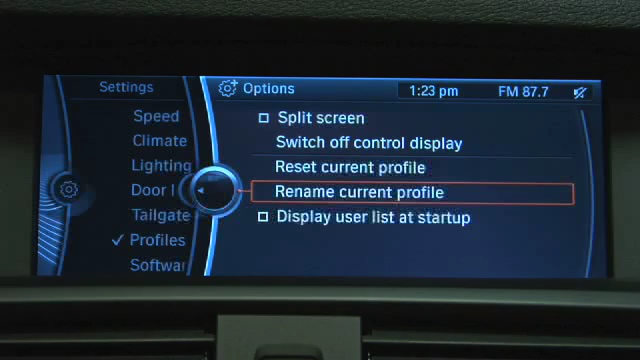 Settings
Options
1:23 pm
FM 87.7
Speed
Climate
Lighting
Door
Tailgate
Profiles
Split screen
Switch off control display
Reset current profile
Rename current profile
Display user list at startup